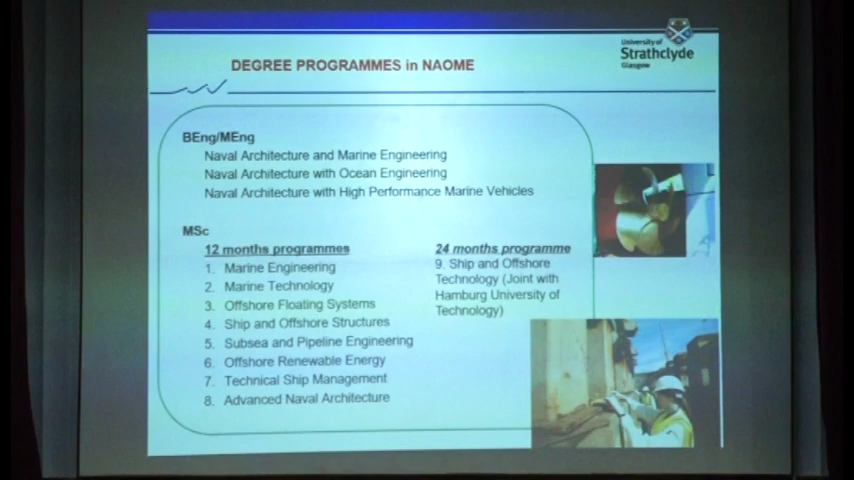 University of
Strathclyde
Glasgow
DEGREE PROGRAMMES in NAOME
BEng/MEng
Naval Architecture and Marine Engineering
Naval Architecture with Ocean Engineering
Naval Architecture with High Performance Marine Vehicles
MSc
12 months programmes
1. Marine Engineering
2. Marine Technology
3. Offshore Floating Systems
4. Ship and Offshore Structures
5. Subsea and Pipeline Engineering
6. Offshore Renewable Energy
7. Technical Ship Management
8. Advanced Naval Architecture
24 months programme
9. Ship and Offshore
Technology (Joint with
Hamburg University of
Technology)